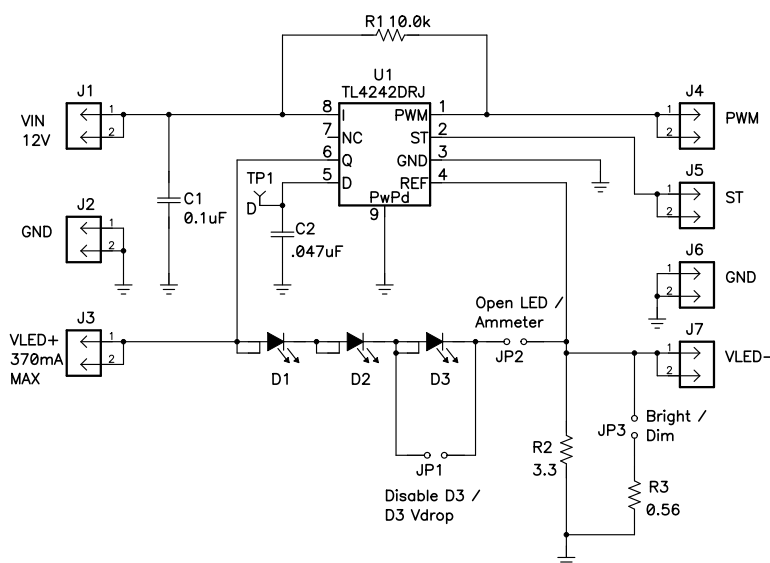 R1 10.0k
U1
TL4242DRJ
J1
1
2
VIN
12V
8
I
7
NC
6
Q
5
D
PWM
1
ST
2
GND
3
REF
4
PwPd
9
J4
1
2
PWM
J5
1
2
ST
TP1
D
C1
0.1uF
C2
.047uF
J2
1
2
GND
J6
1
2
GND
J3
1
2
VLED+
370mA
MAX
D1
D2
D3
Open LED /
Ammeter
JP2
J7
1
2
VLED-
JP1
Disable D3 /
D3 Vdrop
R2
3.3
JP3
Bright /
Dim
R3
0.56